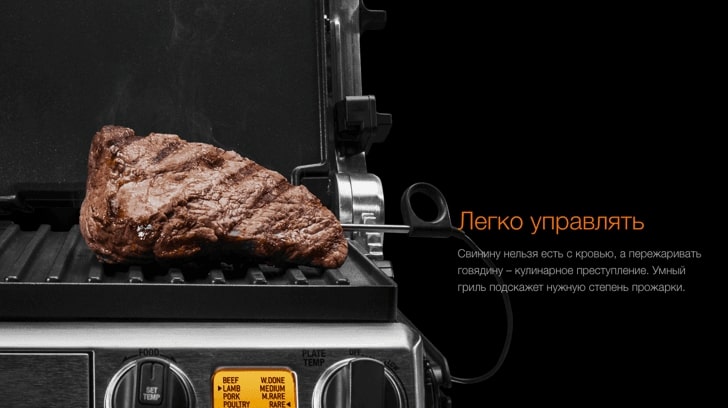 Легко управлять
Свинину нельзя есть с кровью, а пережаривать
говядину – кулинарное преступление. Умный
гриль подскажет нужную степень прожарки.
FOOD
SET
TEMP
BEEF W.DONE
▸LAMB MEDIUM
PORK M.RARE
POULTRY RARE◂
PLATE
TEMP